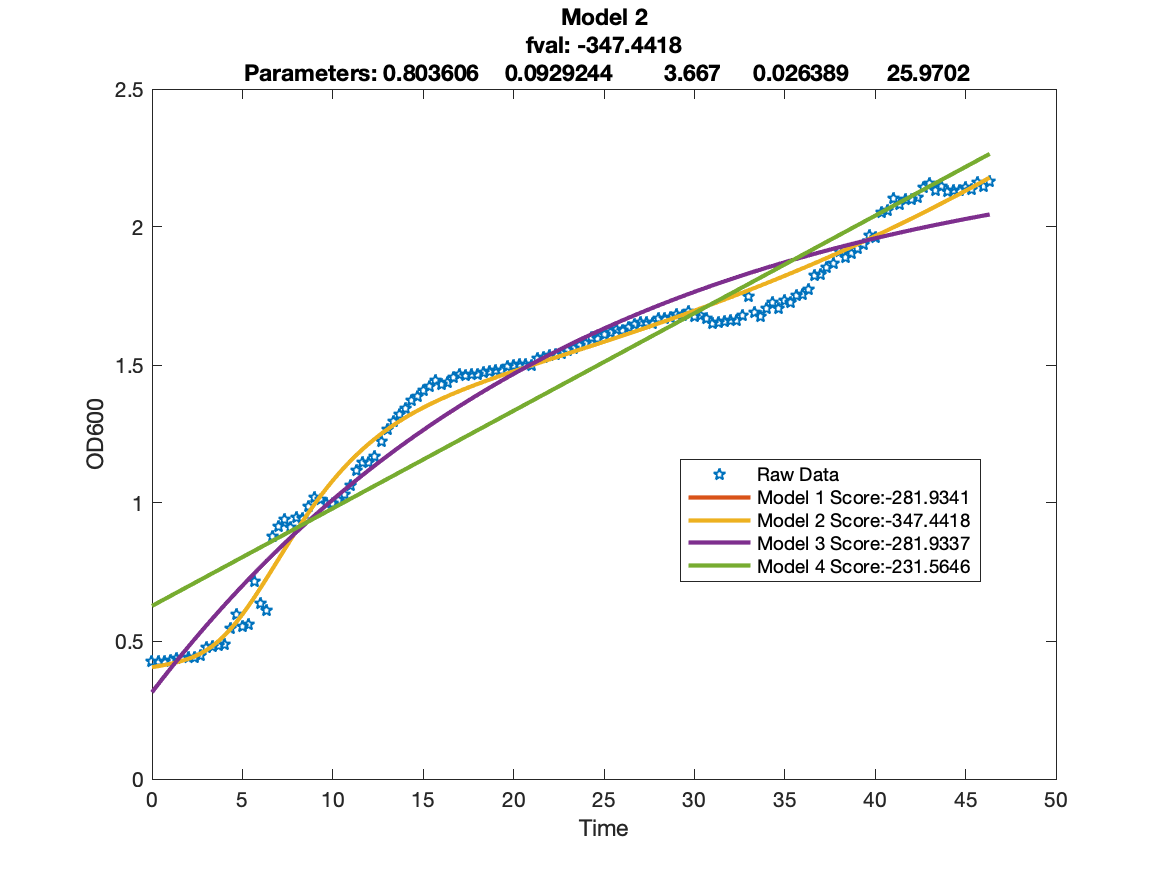 Model 2
fval: -347.4418
Parameters: 0.803606 0.0929244 3.667 0.026389 25.9702
2.5
2
1.5
1
0.5
0
OD600
Raw Data
Model 1 Score:-281.9341
Model 2 Score:-347.4418
Model 3 Score:-281.9337
Model 4 Score:-231.5646
0 5 10 15 20 25 30 35 40 45 50
Time